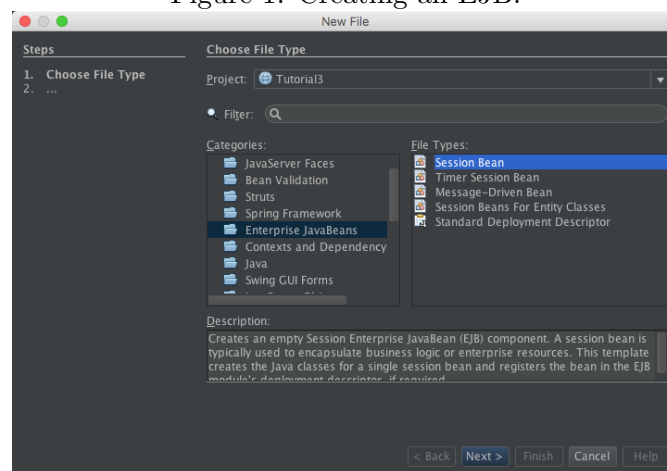 Figure 1: Creating an EJB.
New File
Steps
1. Choose File Type
2. ...
Choose File Type
Project: Tutorial3
Filter:
Categories:
JavaServer Faces
Bean Validation
Struts
Spring Framework
Enterprise JavaBeans
Contexts and Dependency
Java
Swing GUI Forms
File Types:
Session Bean
Timer Session Bean
Message-Driven Bean
Session Beans For Entity Classes
Standard Deployment Descriptor
Description:
Creates an empty Session Enterprise JavaBean (EJB) component. A session bean is
typically used to encapsulate business logic or enterprise resources. This template
creates the Java classes for a single session bean and registers the bean in the EJB
module's deployment descriptor, if required.
< Back
Next >
Finish
Cancel
Help